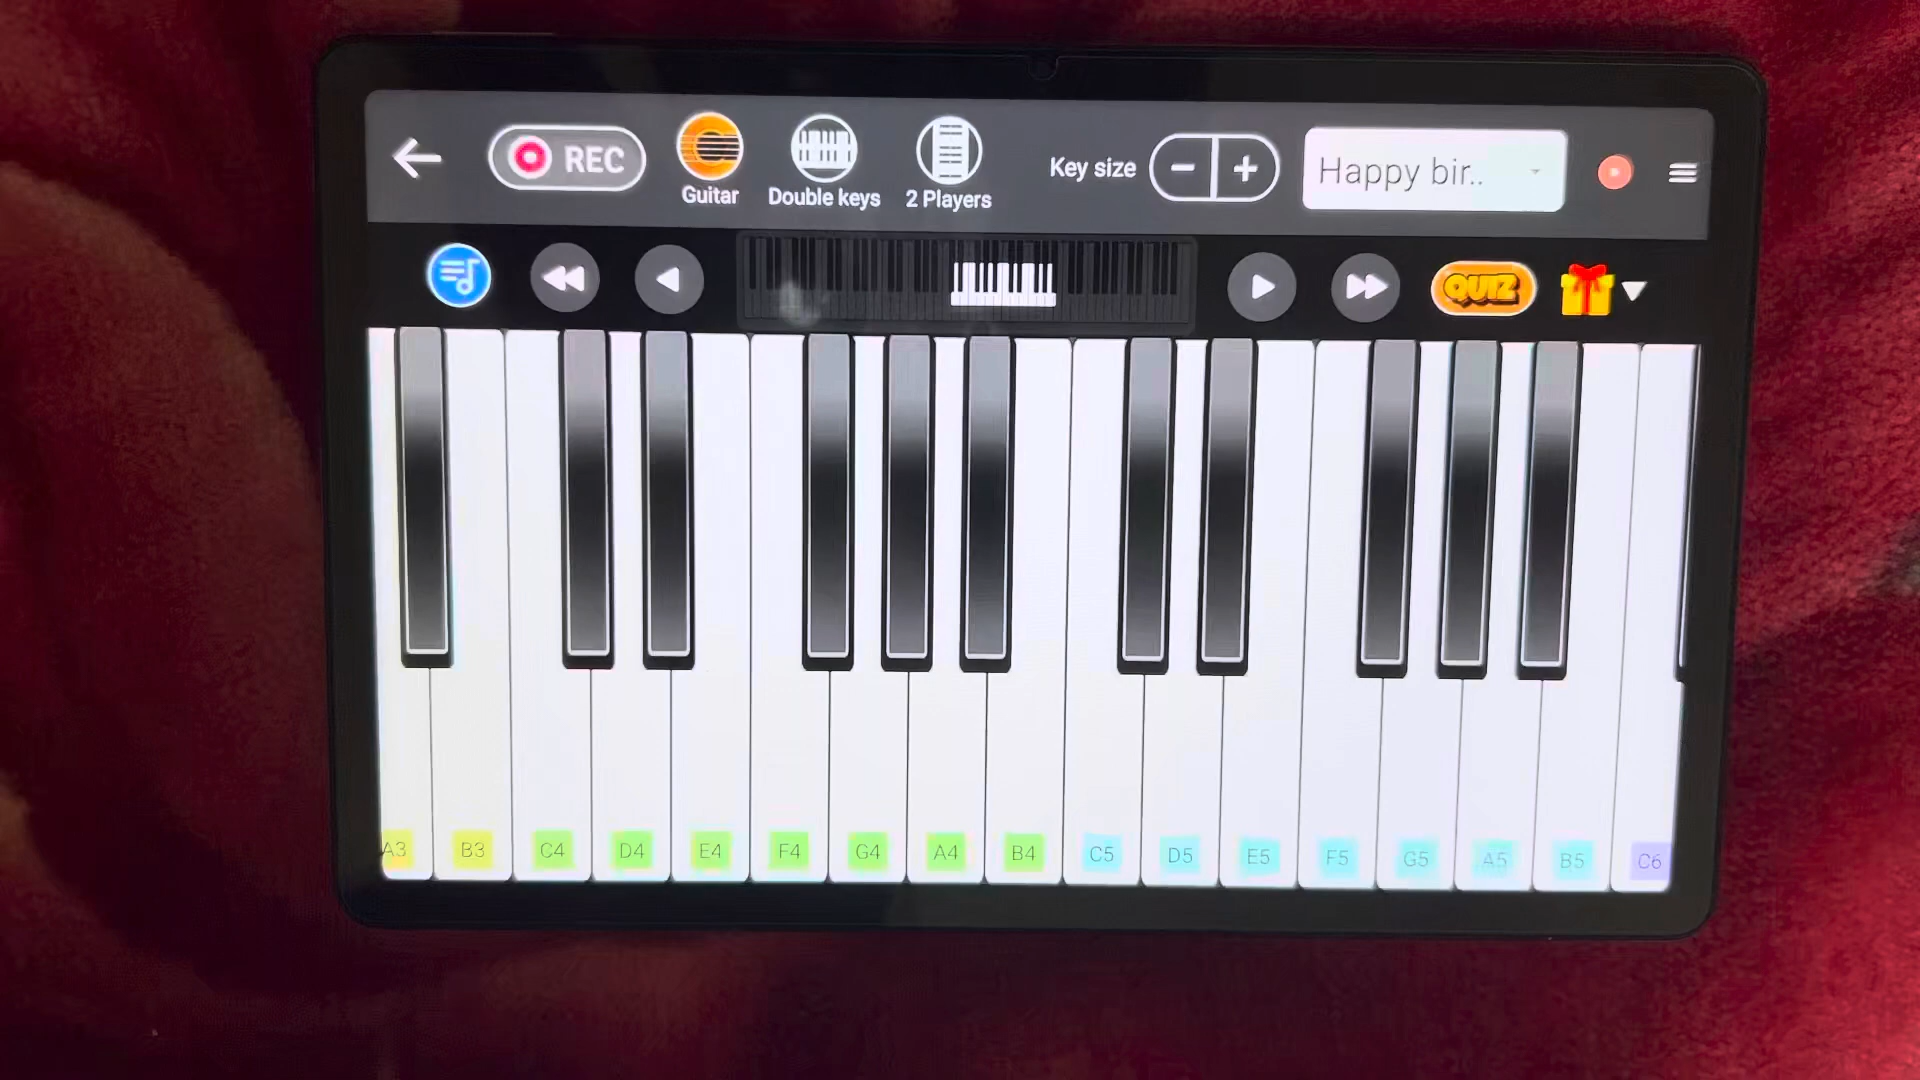 REC
Guitar
Double keys
2 Players
Key size
- +
Happy bir..
QUIZ
A3 B3 C4 D4 E4 F4 G4 A4 B4 C5 D5 E5 F5 G5 A5 B5 C6